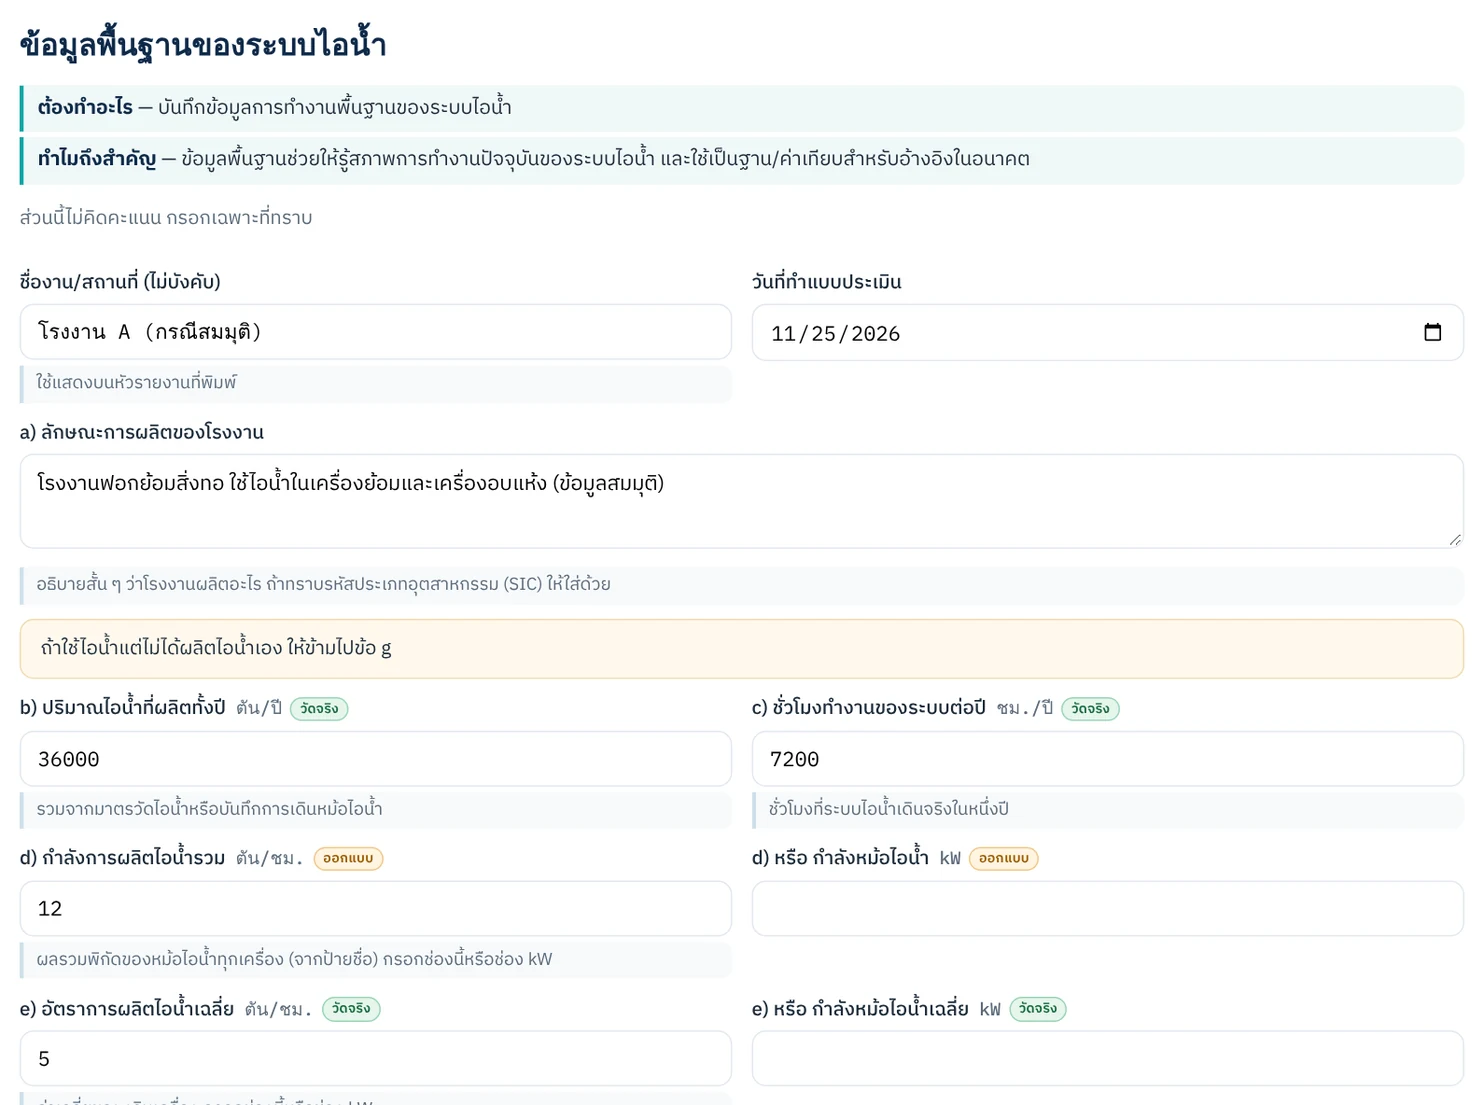 ข้อมูลพื้นฐานของระบบไอน้ำ
ต้องทำอะไร — บันทึกข้อมูลการทำงานพื้นฐานของระบบไอน้ำ
ทำไมถึงสำคัญ — ข้อมูลพื้นฐานช่วยให้รู้สภาพการทำงานปัจจุบันของระบบไอน้ำ และใช้เป็นฐาน/ค่าเทียบสำหรับอ้างอิงในอนาคต
ส่วนนี้ไม่คิดคะแนน กรอกเฉพาะที่ทราบ
ชื่องาน/สถานที่ (ไม่บังคับ)
วันที่ทำแบบประเมิน
โรงงาน A (กรณีสมมุติ)
11/25/2026
ใช้แสดงบนหัวรายงานที่พิมพ์
a) ลักษณะการผลิตของโรงงาน
โรงงานฟอกย้อมสิ่งทอ ใช้ไอน้ำในเครื่องย้อมและเครื่องอบแห้ง (ข้อมูลสมมุติ)
อธิบายสั้น ๆ ว่าโรงงานผลิตอะไร ถ้าทราบรหัสประเภทอุตสาหกรรม (SIC) ให้ใส่ด้วย
ถ้าใช้ไอน้ำแต่ไม่ได้ผลิตไอน้ำเอง ให้ข้ามไปข้อ g
b) ปริมาณไอน้ำที่ผลิตทั้งปี ตัน/ปี วัดจริง
c) ชั่วโมงทำงานของระบบต่อปี ชม./ปี วัดจริง
36000
7200
รวมจากมาตรวัดไอน้ำหรือบันทึกการเดินหม้อไอน้ำ
ชั่วโมงที่ระบบไอน้ำเดินจริงในหนึ่งปี
d) กำลังการผลิตไอน้ำรวม ตัน/ชม. ออกแบบ
d) หรือ กำลังหม้อไอน้ำ kW ออกแบบ
12
ผลรวมพิกัดของหม้อไอน้ำทุกเครื่อง (จากป้ายชื่อ) กรอกช่องนี้หรือช่อง kW
e) อัตราการผลิตไอน้ำเฉลี่ย ตัน/ชม. วัดจริง
e) หรือ กำลังหม้อไอน้ำเฉลี่ย kW วัดจริง
5